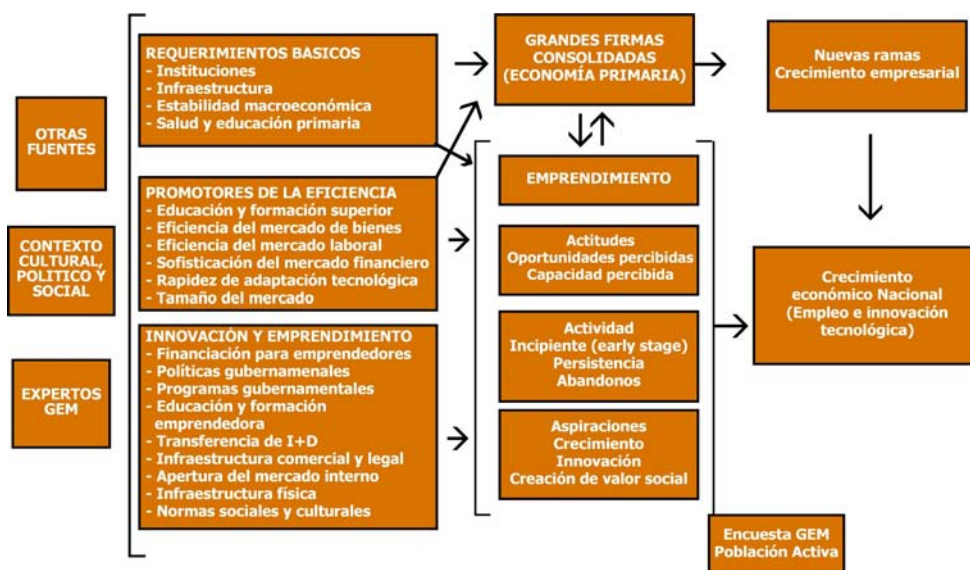 OTRAS
FUENTES
CONTEXTO
CULTURAL,
POLITICO Y
SOCIAL
EXPERTOS
GEM
REQUERIMIENTOS BASICOS
- Instituciones
- Infraestructura
- Estabilidad macroeconómica
- Salud y educación primaria
PROMOTORES DE LA EFICIENCIA
- Educación y formación superior
- Eficiencia del mercado de bienes
- Eficiencia del mercado laboral
- Sofisticación del mercado financiero
- Rapidez de adaptación tecnológica
- Tamaño del mercado
INNOVACIÓN Y EMPRENDIMIENTO
- Financiación para emprendedores
- Políticas gubernamenales
- Programas gubernamentales
- Educación y formación
emprendedora
- Transferencia de I+D
- Infraestructura comercial y legal
- Apertura del mercado interno
- Infraestructura física
- Normas sociales y culturales
GRANDES FIRMAS
CONSOLIDADAS
(ECONOMÍA PRIMARIA)
EMPRENDIMIENTO
Actitudes
Oportunidades percibidas
Capacidad percibida
Actividad
Incipiente (early stage)
Persistencia
Abandonos
Aspiraciones
Crecimiento
Innovación
Creación de valor social
Nuevas ramas
Crecimiento empresarial
Crecimiento
económico Nacional
(Empleo e innovación
tecnológica)
Encuesta GEM
Población Activa